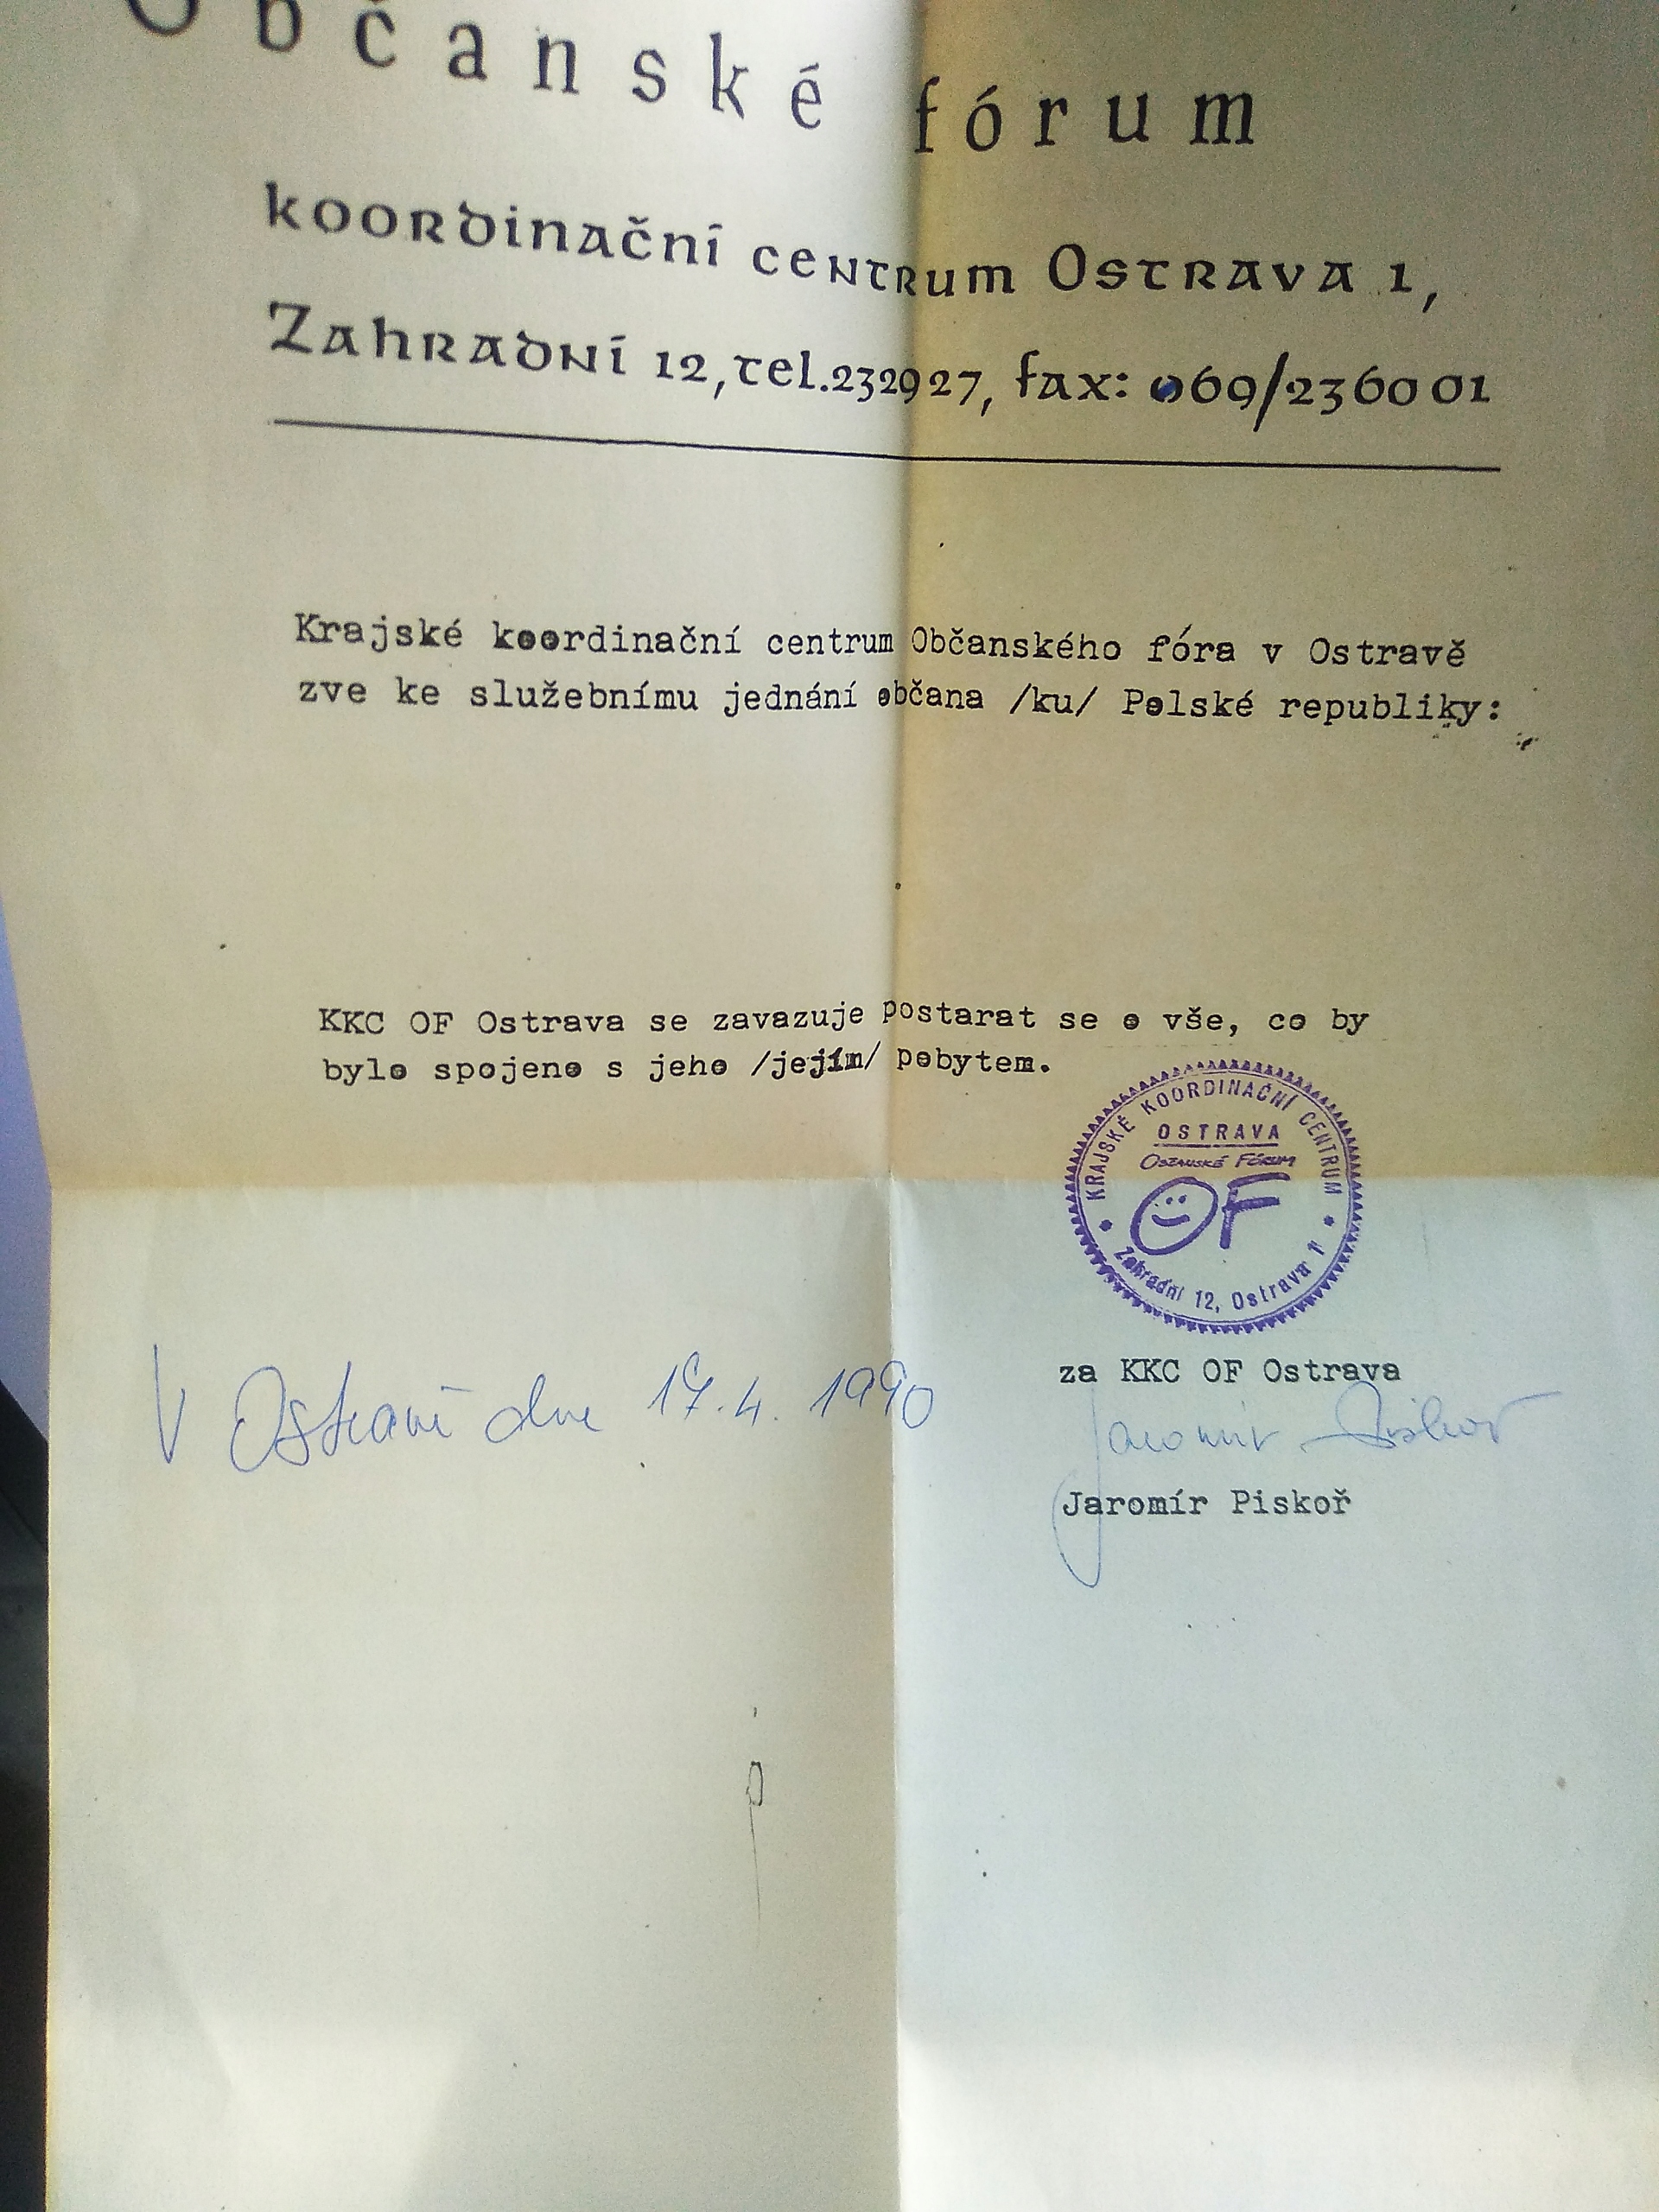 Občanské fórum
koordinační centrum Ostrava 1,
Zahradní 12, tel. 232927, fax: 069/2360001
Krajské koordinační centrum Občanského fóra v Ostravě
zve ke služebnímu jednání občana /ku/ Polské republiky:
KKC OF Ostrava se zavazuje postarat se o vše, co by
bylo spojeno s jeho /jejím/ pobytem.
KRAJSKÉ KOORDINAČNÍ CENTRUM
OSTRAVA
OBČANSKÉ FÓRUM
OF
Zahradní 12, Ostrava 1
za KKC OF Ostrava
V Ostravě dne 17.4. 1990
Jaromír Piskoř
Jaromír Piskoř